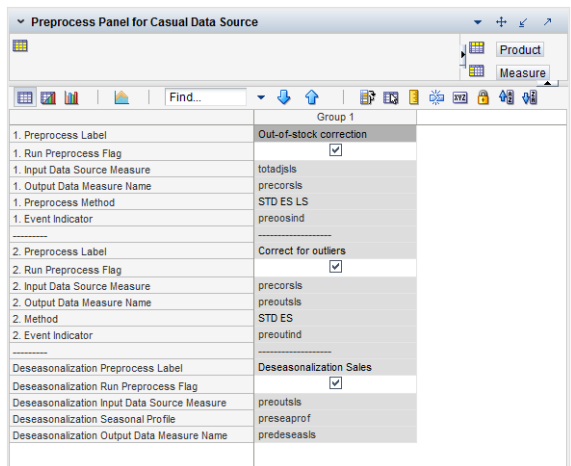 Preprocess Panel for Casual Data Source
Product
Measure
Find...
XYZ
Group 1
1. Preprocess Label Out-of-stock correction
1. Run Preprocess Flag
1. Input Data Source Measure totadjsls
1. Output Data Measure Name precorsls
1. Preprocess Method STD ES LS
1. Event Indicator preoosind
--------- -------------------
2. Preprocess Label Correct for outliers
2. Run Preprocess Flag
2. Input Data Source Measure precorsls
2. Output Data Measure Name preoutsls
2. Method STD ES
2. Event Indicator preoutind
--------- -------------------
Deseasonalization Preprocess Label Deseasonalization Sales
Deseasonalization Run Preprocess Flag
Deseasonalization Input Data Source Measure preoutsls
Deseasonalization Seasonal Profile preseaprof
Deseasonalization Output Data Measure Name predeseasls